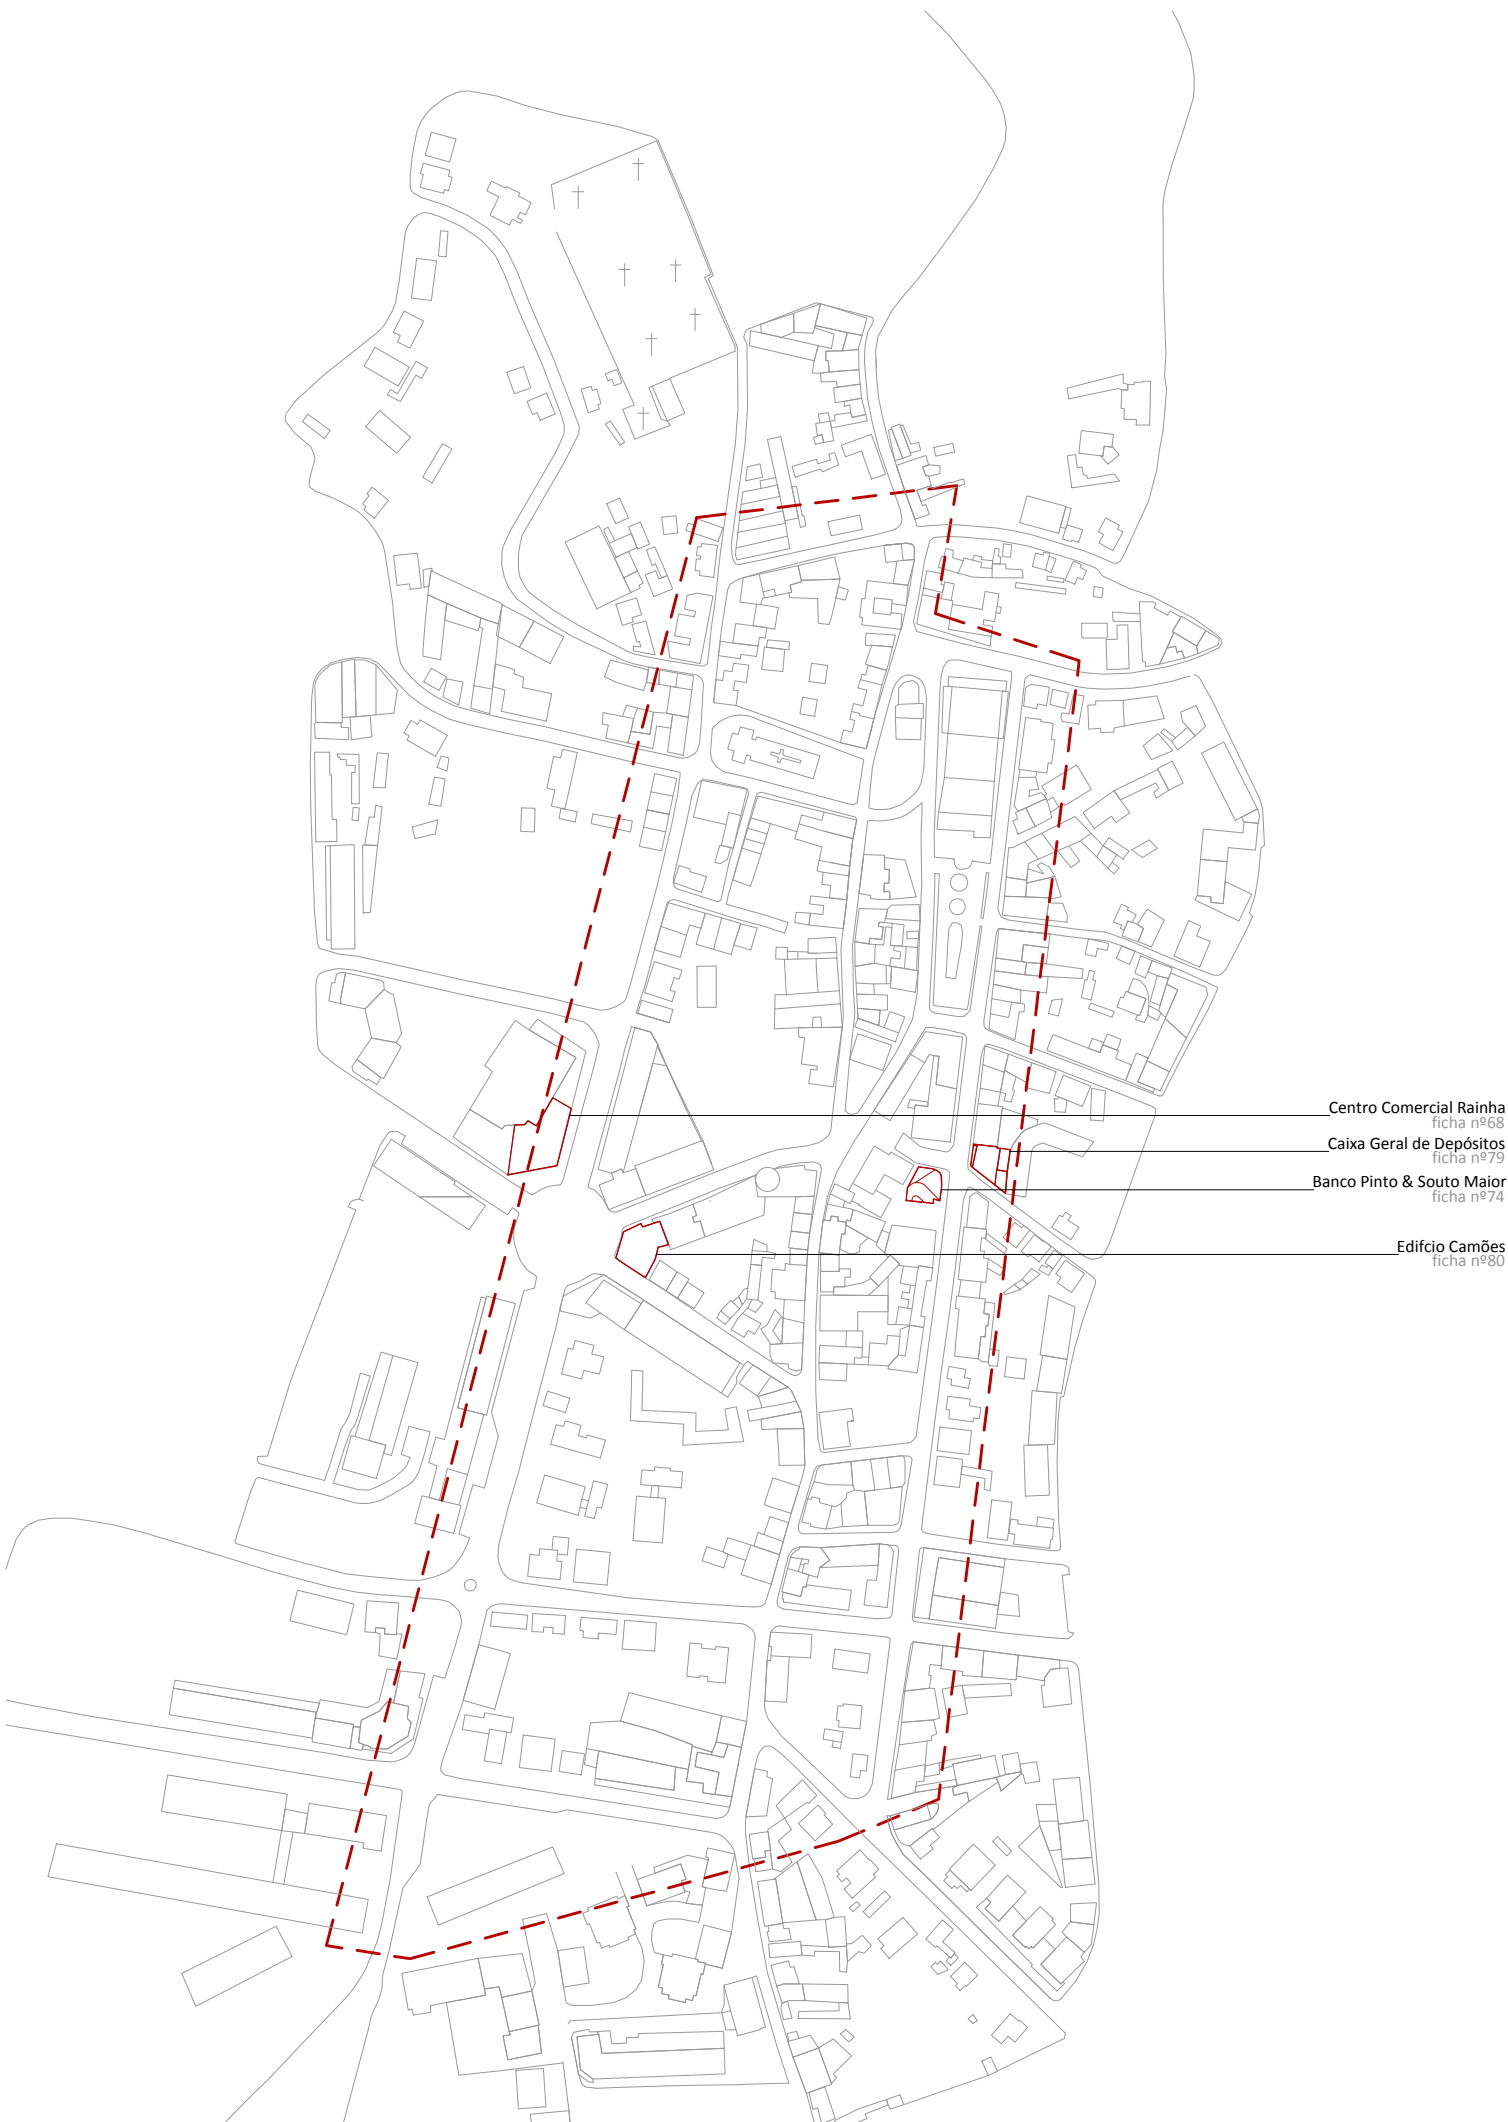 Centro Comercial Rainha
ficha nº68
Caixa Geral de Depósitos
ficha nº79
Banco Pinto & Souto Maior
ficha nº74
Edifcio Camões
ficha nº80